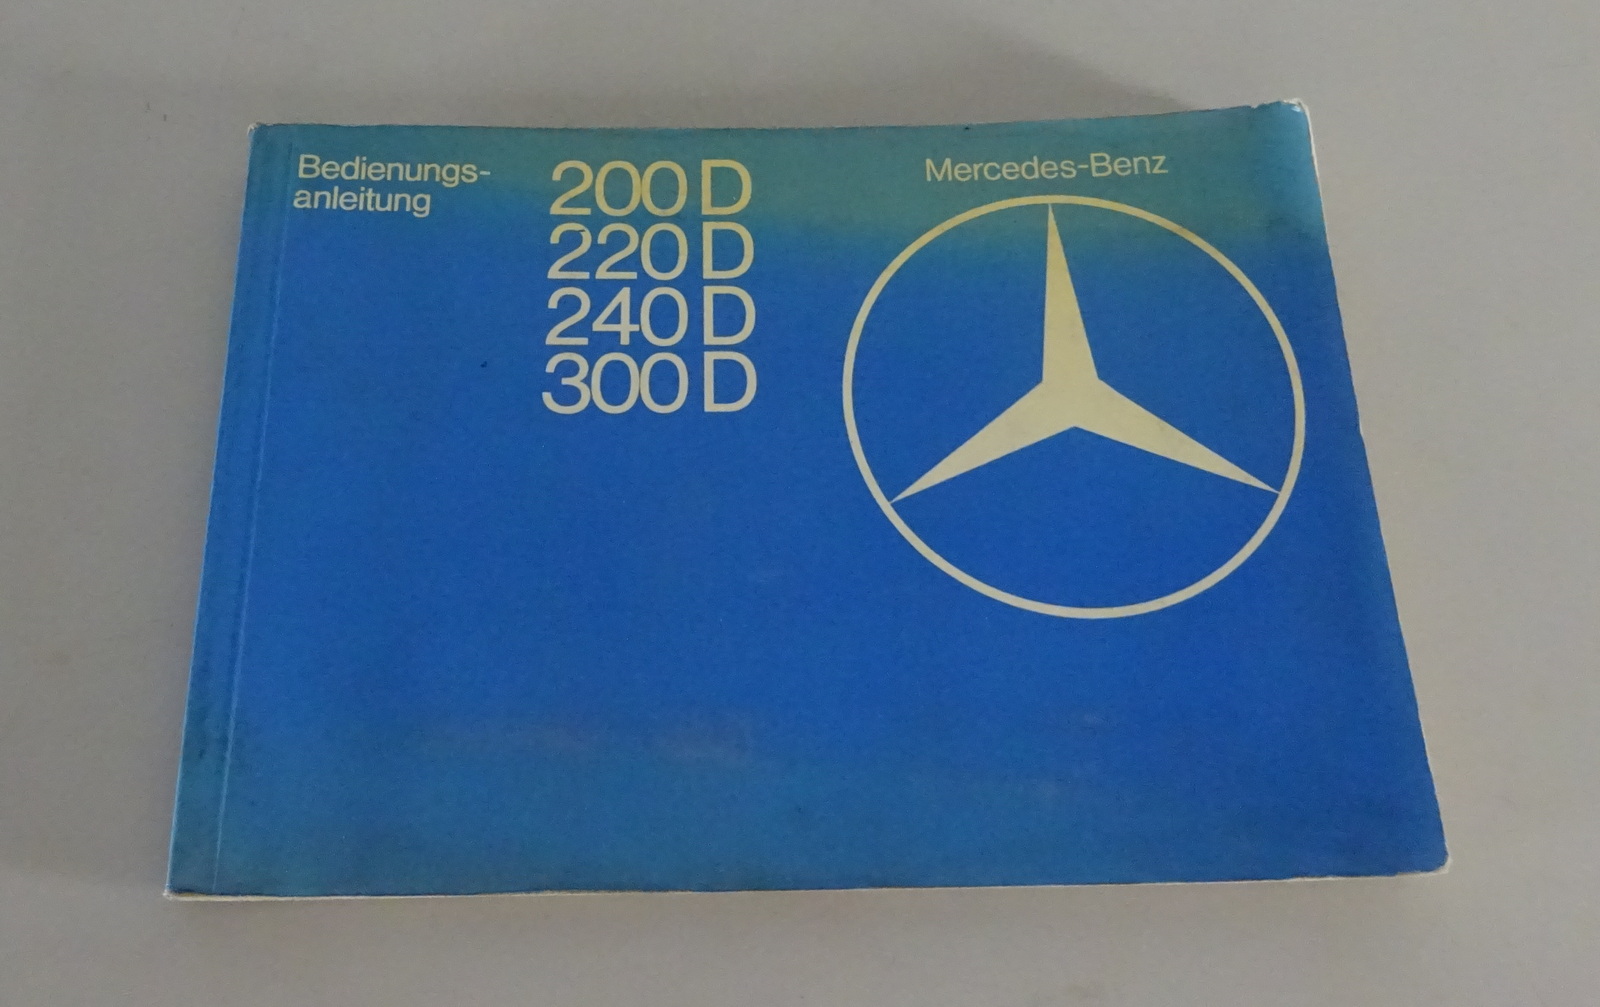 Bedienungs-
anleitung
200 D
220 D
240 D
300 D
Mercedes-Benz